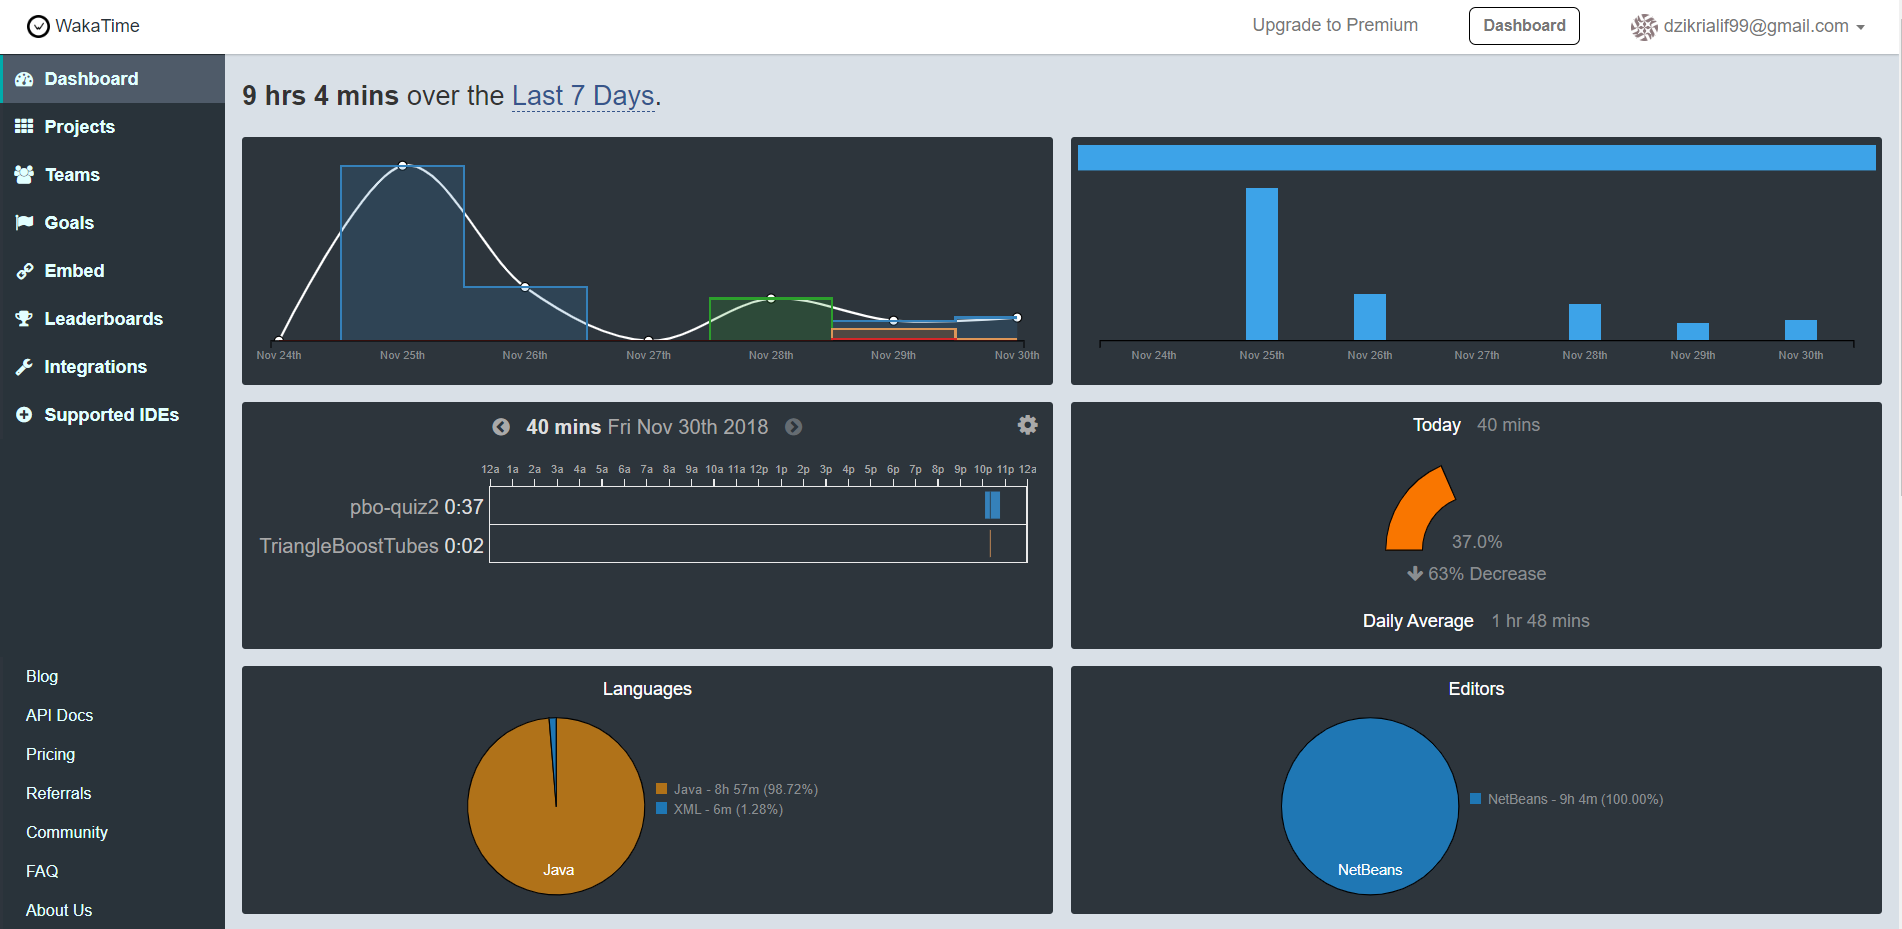 WakaTime
Upgrade to Premium
Dashboard
dzikrialif99@gmail.com
Dashboard
Projects
Teams
Goals
Embed
Leaderboards
Integrations
Supported IDEs
Blog
API Docs
Pricing
Referrals
Community
FAQ
About Us
9 hrs 4 mins over the Last 7 Days.
Nov 24th Nov 25th Nov 26th Nov 27th Nov 28th Nov 29th Nov 30th
Nov 24th Nov 25th Nov 26th Nov 27th Nov 28th Nov 29th Nov 30th
40 mins Fri Nov 30th 2018
12a 1a 2a 3a 4a 5a 6a 7a 8a 9a 10a 11a 12p 1p 2p 3p 4p 5p 6p 7p 8p 9p 10p 11p 12a
pbo-quiz2 0:37
TriangleBoostTubes 0:02
Today 40 mins
37.0%
63% Decrease
Daily Average 1 hr 48 mins
Languages
Java - 8h 57m (98.72%)
XML - 6m (1.28%)
Java
Editors
NetBeans - 9h 4m (100.00%)
NetBeans